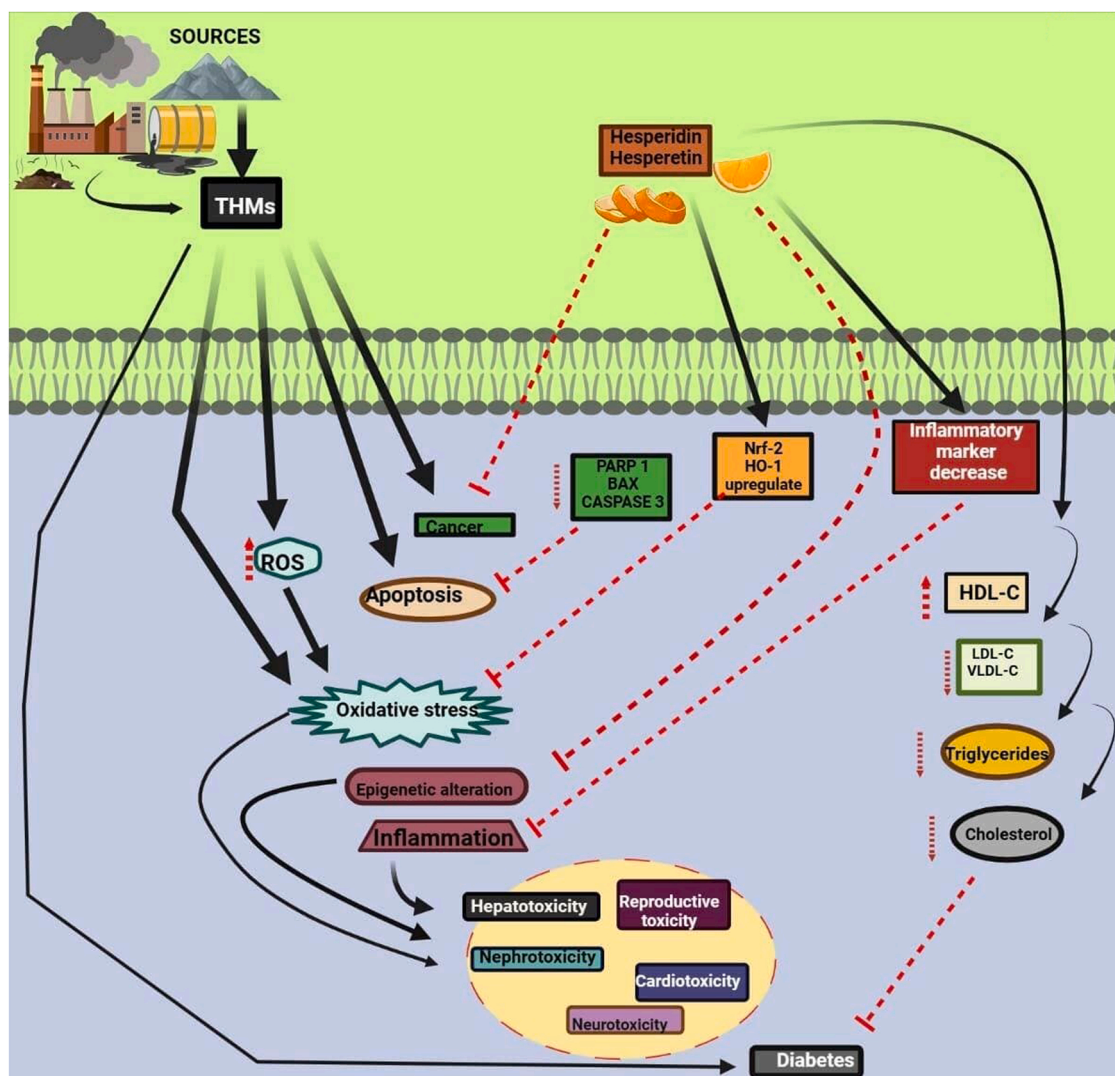 SOURCES
THMs
Hesperidin
Hesperetin
Nrf-2
HO-1
upregulate
Inflammatory
marker
decrease
PARP 1
BAX
CASPASE 3
Cancer
ROS
Apoptosis
HDL-C
LDL-C
VLDL-C
Oxidative stress
Triglycerides
Epigenetic alteration
Inflammation
Cholesterol
Hepatotoxicity
Reproductive
toxicity
Nephrotoxicity
Cardiotoxicity
Neurotoxicity
Diabetes